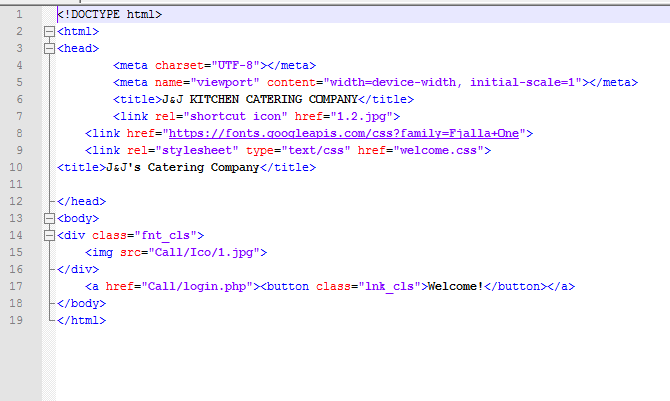 1 <!DOCTYPE html>
2 <html>
3 <head>
4 <meta charset="UTF-8"></meta>
5 <meta name="viewport" content="width=device-width, initial-scale=1"></meta>
6 <title>J&J KITCHEN CATERING COMPANY</title>
7 <link rel="shortcut icon" href="1.2.jpg">
8 <link href="https://fonts.googleapis.com/css?family=Fjalla+One">
9 <link rel="stylesheet" type="text/css" href="welcome.css">
10 <title>J&J's Catering Company</title>
11
12 </head>
13 <body>
14 <div class="fnt_cls">
15 <img src="Call/Ico/1.jpg">
16 </div>
17 <a href="Call/login.php"><button class="lnk_cls">Welcome!</button></a>
18 </body>
19 </html>